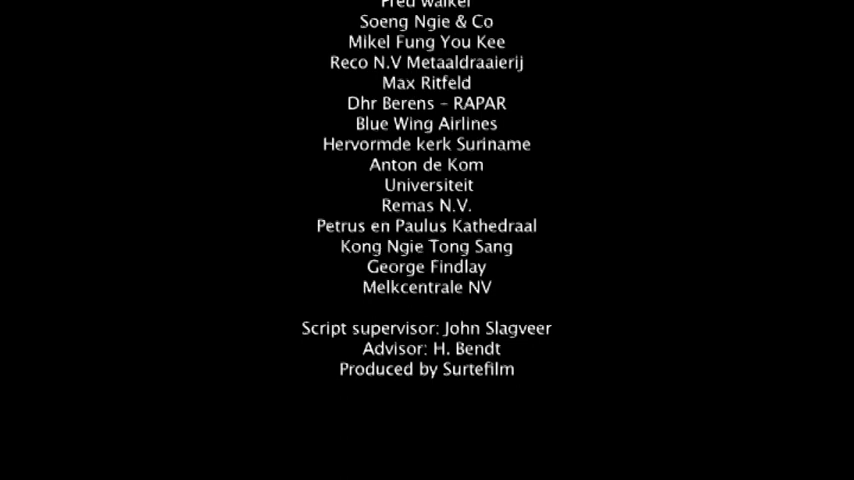 Fred walker
Soeng Ngie & Co
Mikel Fung You Kee
Reco N.V Metaaldraaierij
Max Ritfeld
Dhr Berens - RAPAR
Blue Wing Airlines
Hervormde kerk Suriname
Anton de Kom
Universiteit
Remas N.V.
Petrus en Paulus Kathedraal
Kong Ngie Tong Sang
George Findlay
Melkcentrale NV
Script supervisor: John Slagveer
Advisor: H. Bendt
Produced by Surtefilm